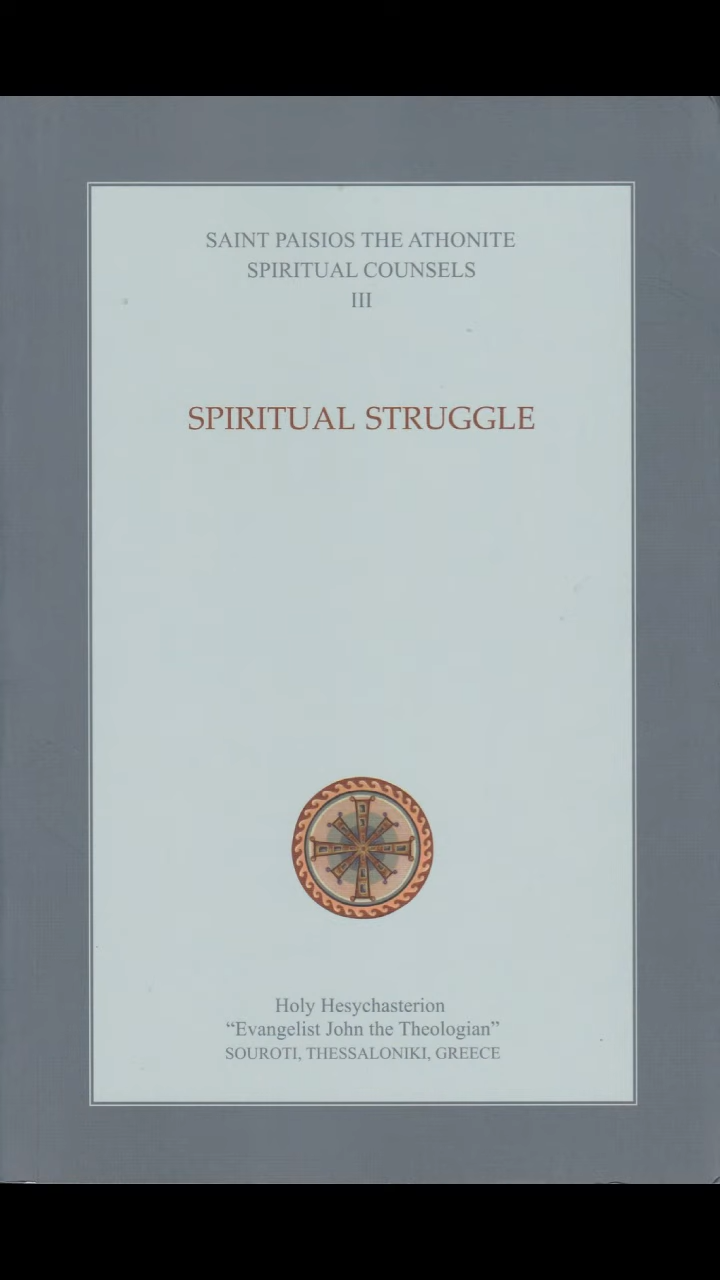 SAINT PAISIOS THE ATHONITE
SPIRITUAL COUNSELS
III
SPIRITUAL STRUGGLE
Holy Hesychasterion
“Evangelist John the Theologian”
SOUROTI, THESSALONIKI, GREECE